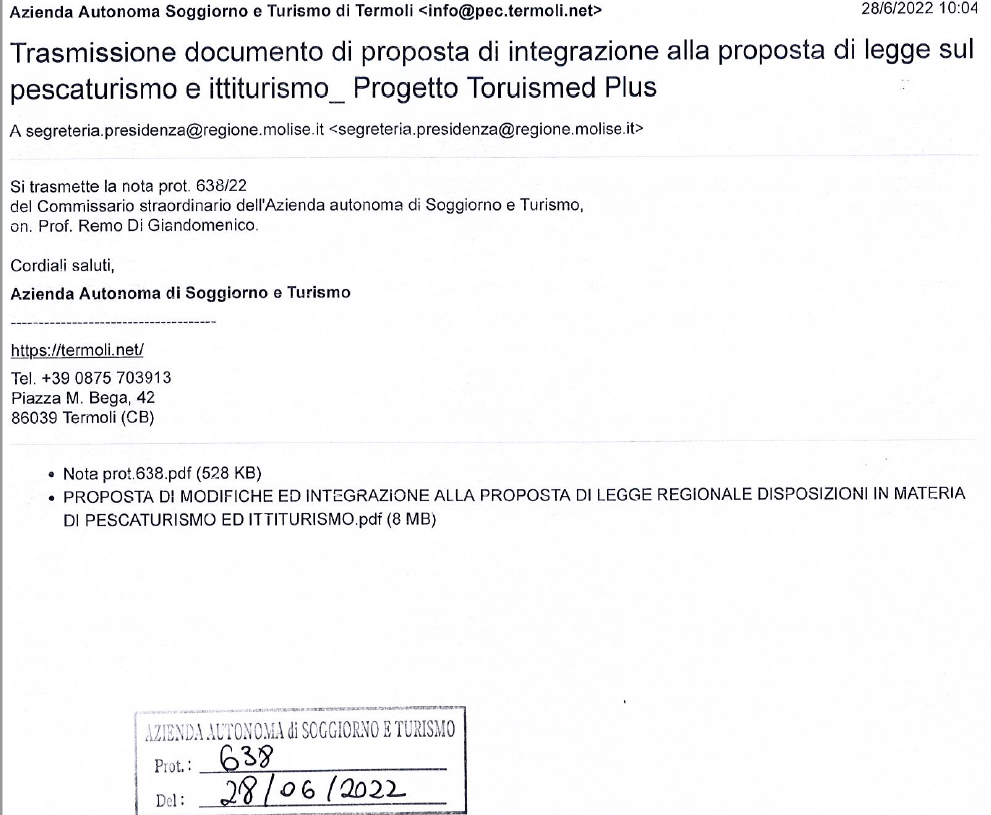 Azienda Autonoma Soggiorno e Turismo di Termoli <info@pec.termoli.net> 28/6/2022 10:04
Trasmissione documento di proposta di integrazione alla proposta di legge sul
pescaturismo e ittiturismo_ Progetto Toruismed Plus
A segreteria.presidenza@regione.molise.it <segreteria.presidenza@regione.molise.it>
Si trasmette la nota prot. 638/22
del Commissario straordinario dell'Azienda autonoma di Soggiorno e Turismo,
on. Prof. Remo Di Giandomenico.
Cordiali saluti,
Azienda Autonoma di Soggiorno e Turismo
-------------------------------------
https://termoli.net/
Tel. +39 0875 703913
Piazza M. Bega, 42
86039 Termoli (CB)
• Nota prot.638.pdf (528 KB)
• PROPOSTA DI MODIFICHE ED INTEGRAZIONE ALLA PROPOSTA DI LEGGE REGIONALE DISPOSIZIONI IN MATERIA
DI PESCATURISMO ED ITTITURISMO.pdf (8 MB)
AZIENDA AUTONOMA di SOGGIORNO E TURISMO
Prot.: 638
Del: 28/06/2022